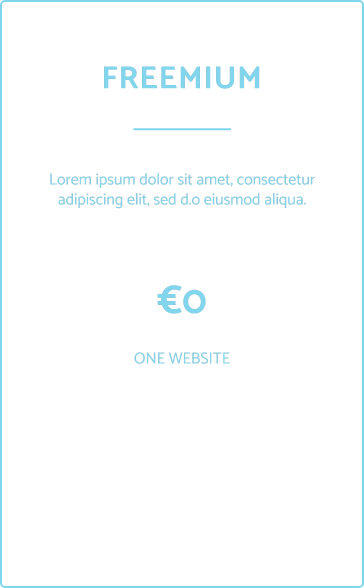 FREEMIUM
Lorem ipsum dolor sit amet, consectetur
adipiscing elit, sed d.o eiusmod aliqua.
€0
ONE WEBSITE